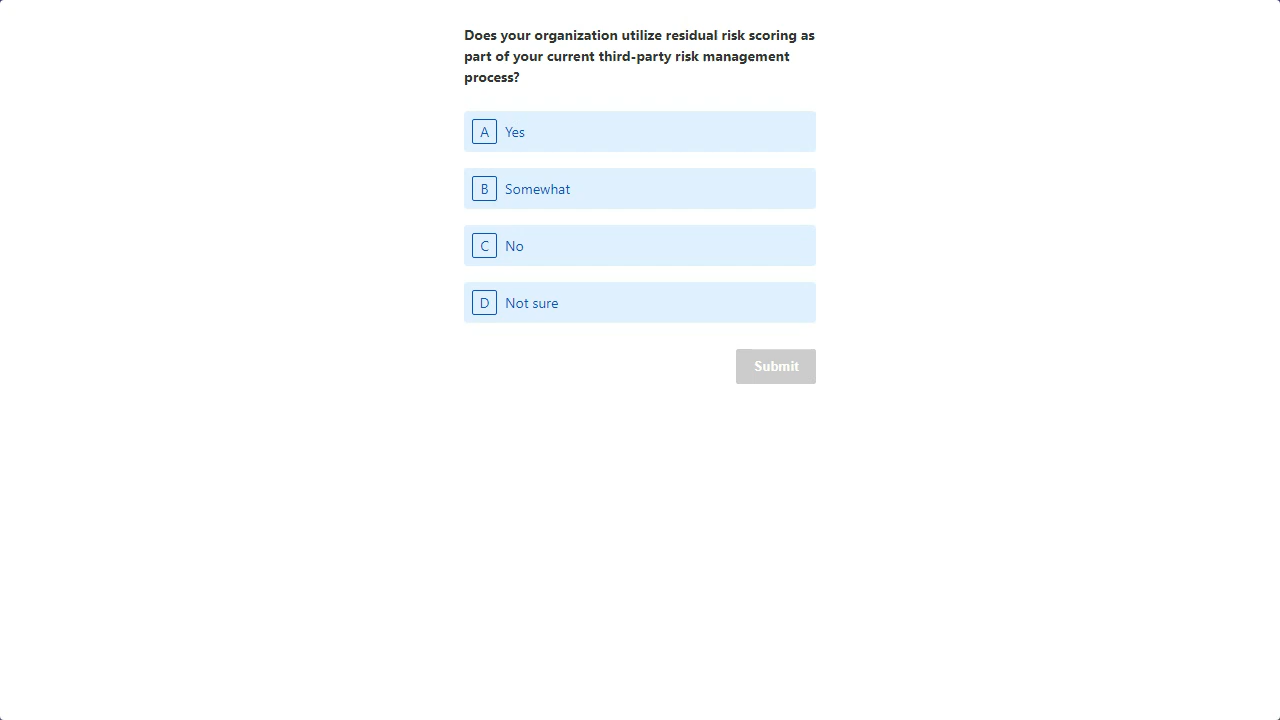 Does your organization utilize residual risk scoring as
part of your current third-party risk management
process?
A Yes
B Somewhat
C No
D Not sure
Submit